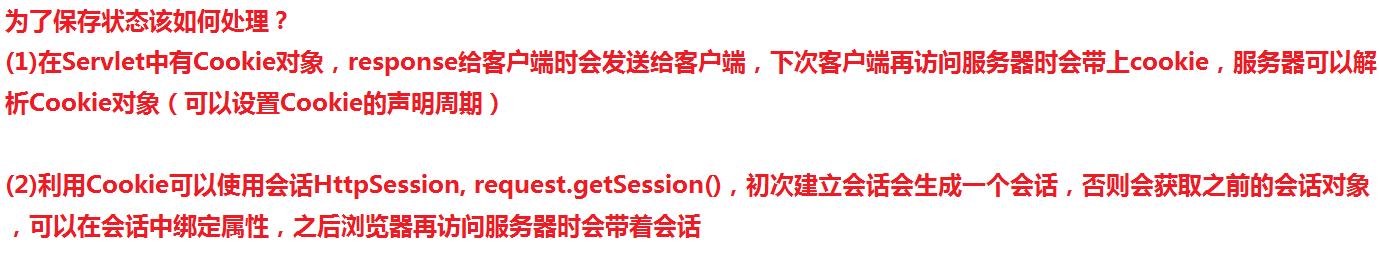 为了保存状态该如何处理？
(1)在Servlet中有Cookie对象，response给客户端时会发送给客户端，下次客户端再访问服务器时会带上cookie，服务器可以解
析Cookie对象（可以设置Cookie的声明周期）
(2)利用Cookie可以使用会话HttpSession, request.getSession()，初次建立会话会生成一个会话，否则会获取之前的会话对象
，可以在会话中绑定属性，之后浏览器再访问服务器时会带着会话